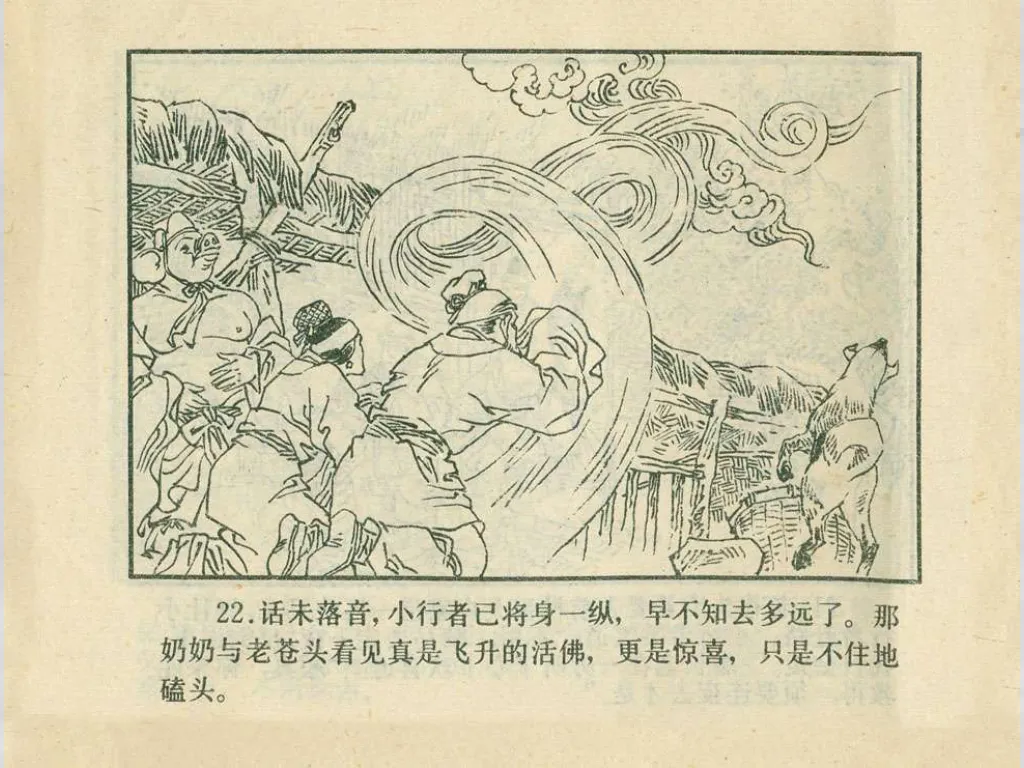 22.话未落音,小行者已将身一纵，早不知去多远了。那
奶奶与老苍头看见真是飞升的活佛，更是惊喜，只是不住地
磕头。